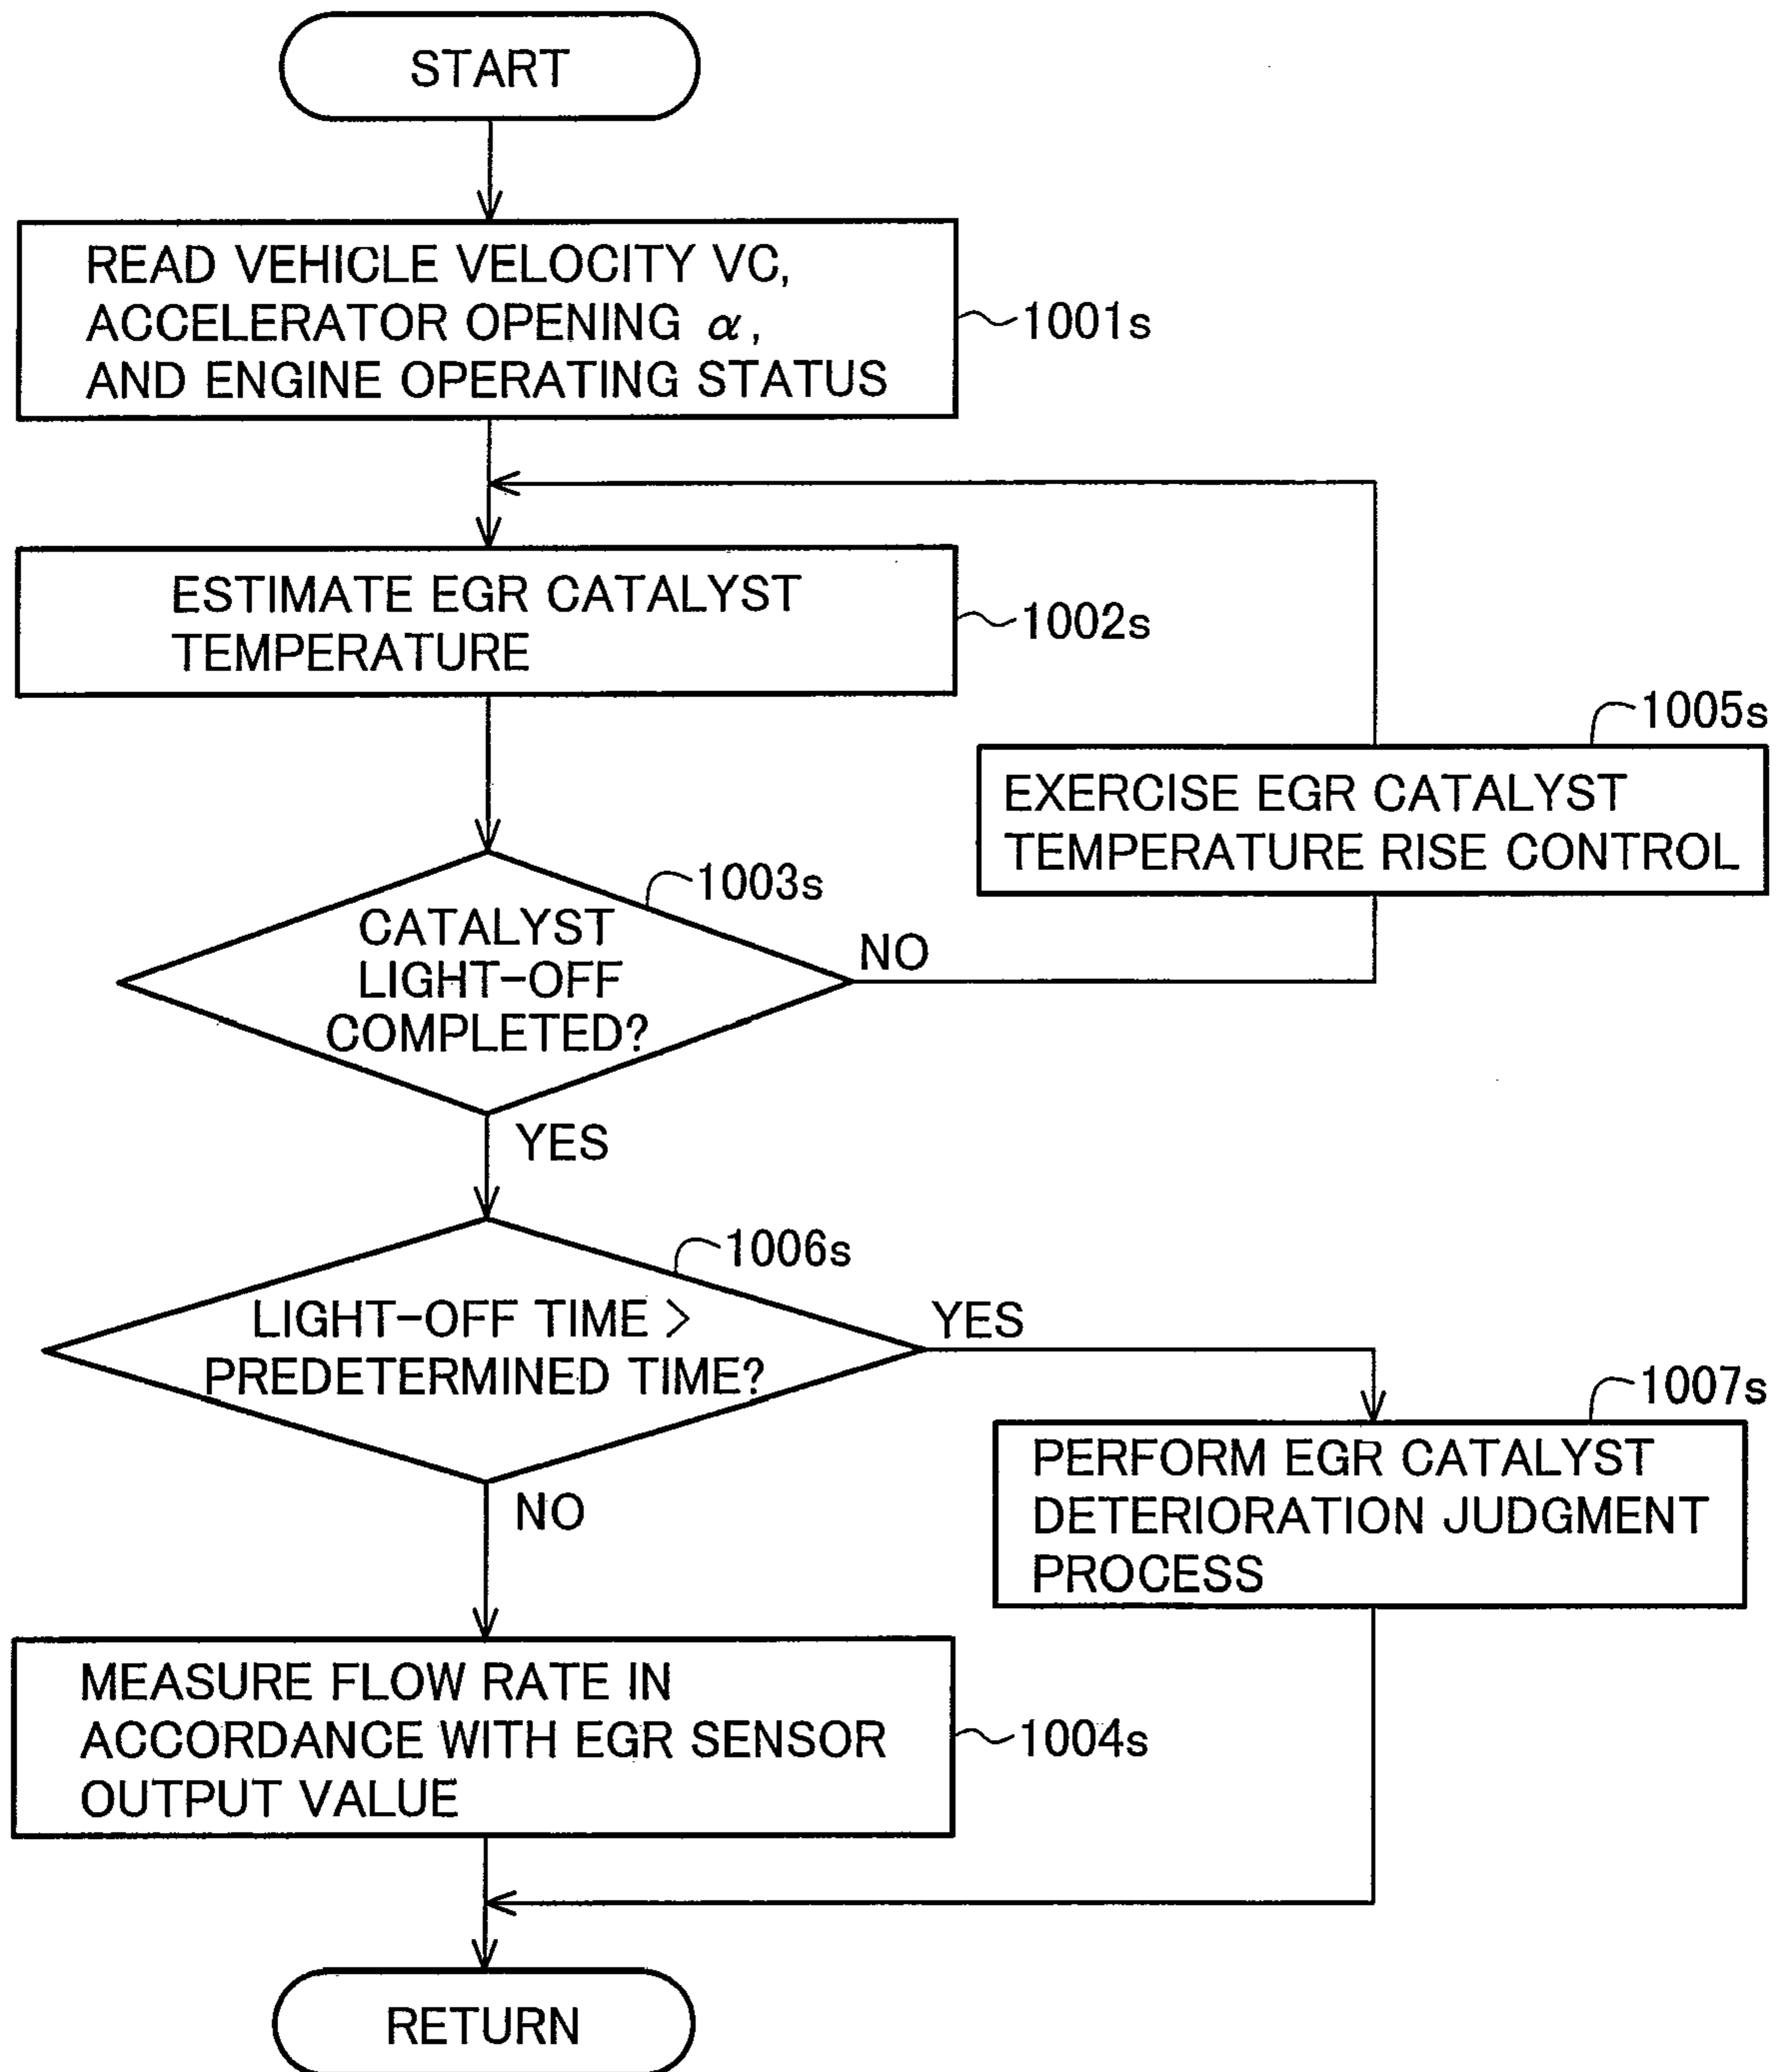 START
READ VEHICLE VELOCITY VC,
ACCELERATOR OPENING α,
AND ENGINE OPERATING STATUS
1001s
ESTIMATE EGR CATALYST
TEMPERATURE
1002s
1005s
EXERCISE EGR CATALYST
TEMPERATURE RISE CONTROL
1003s
CATALYST
LIGHT-OFF
COMPLETED?
NO
YES
1006s
LIGHT-OFF TIME >
PREDETERMINED TIME?
YES
NO
1007s
PERFORM EGR CATALYST
DETERIORATION JUDGMENT
PROCESS
MEASURE FLOW RATE IN
ACCORDANCE WITH EGR SENSOR
OUTPUT VALUE
1004s
RETURN